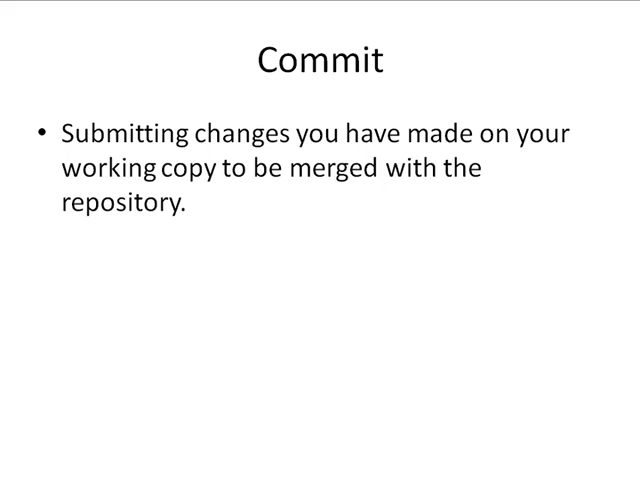 Commit
• Submitting changes you have made on your
working copy to be merged with the
repository.